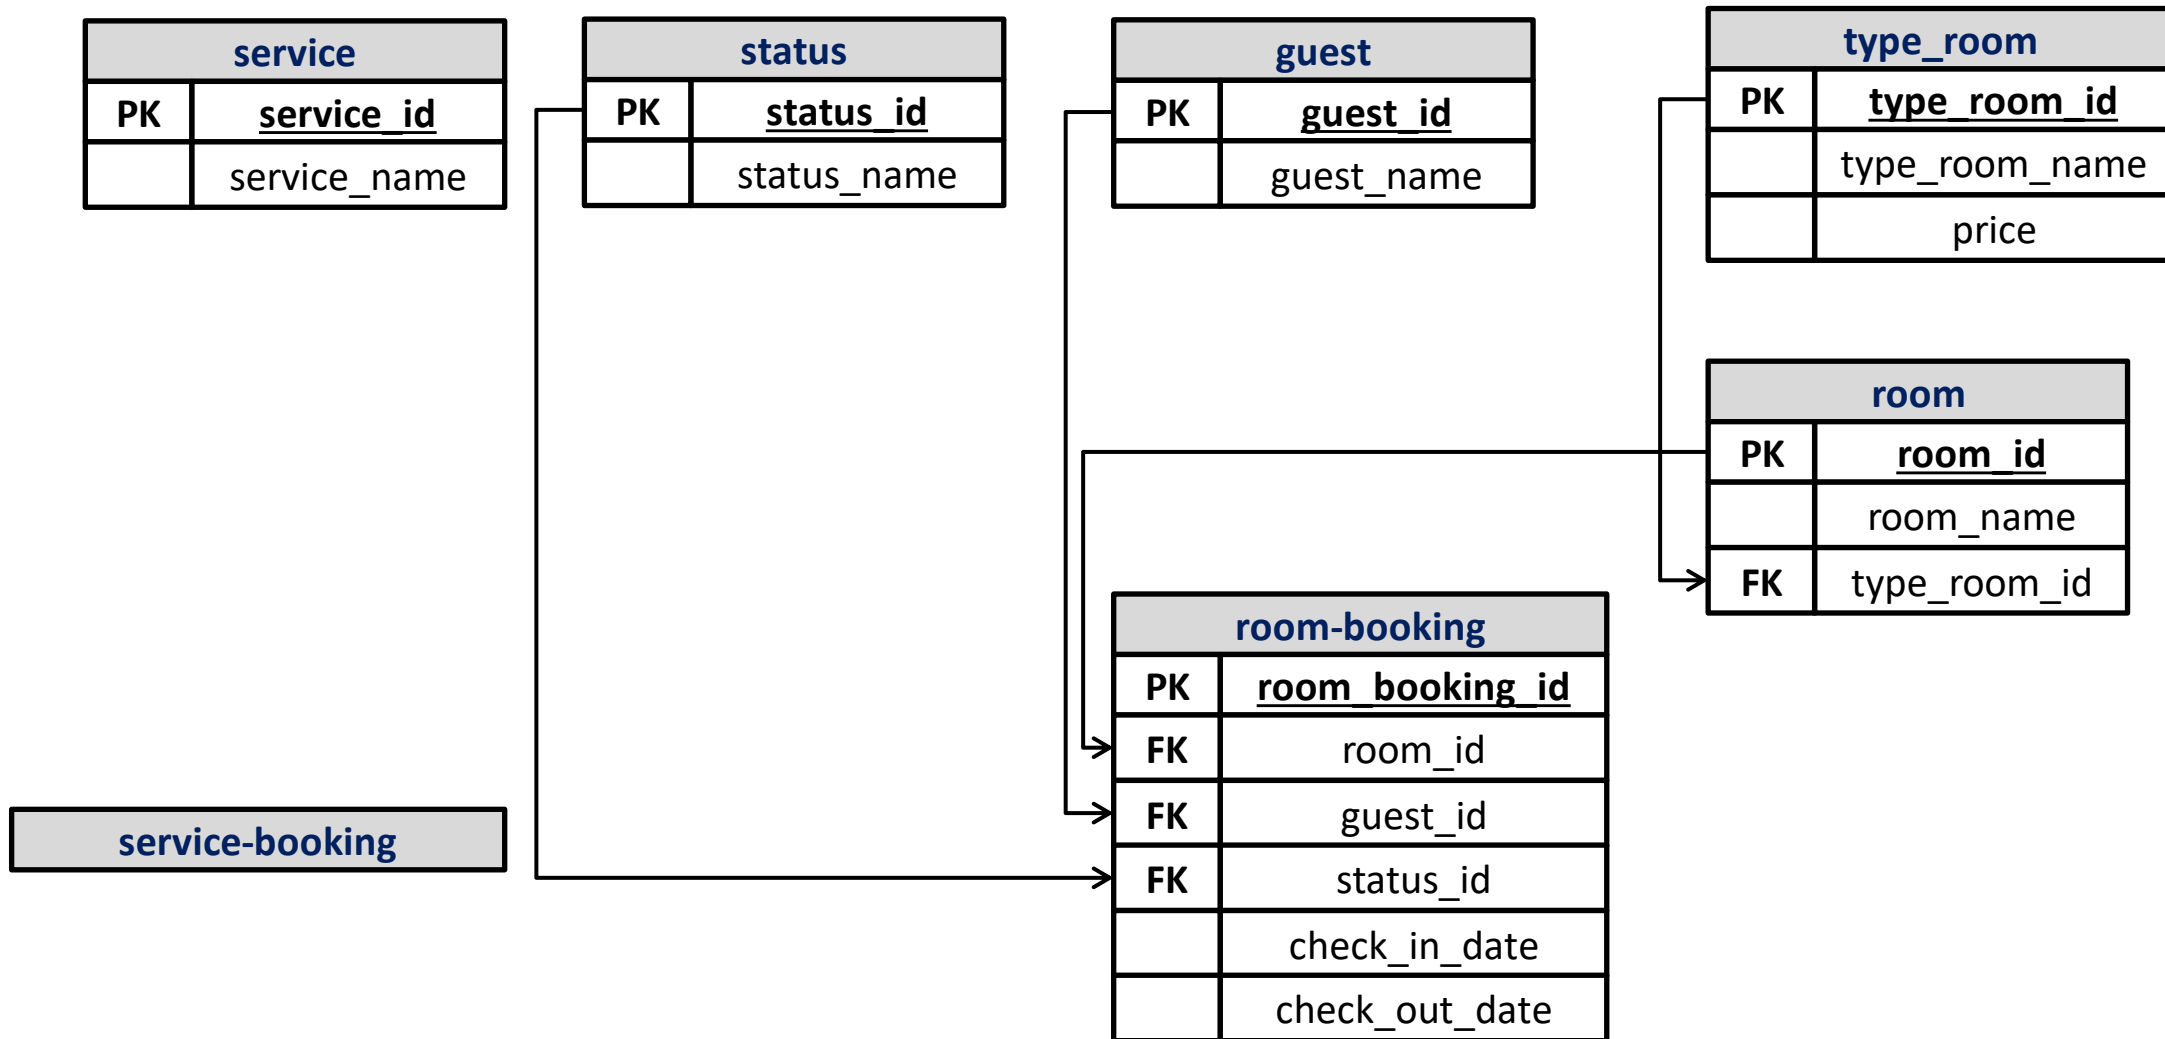 service
PK service_id
service_name
status
PK status_id
status_name
guest
PK guest_id
guest_name
type_room
PK type_room_id
type_room_name
price
room
PK room_id
room_name
FK type_room_id
room-booking
PK room_booking_id
FK room_id
FK guest_id
FK status_id
check_in_date
check_out_date
service-booking